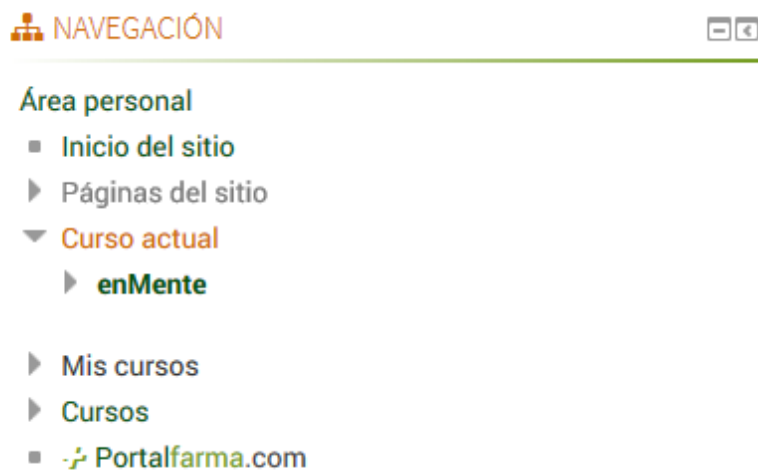 NAVEGACIÓN
Área personal
Inicio del sitio
Páginas del sitio
Curso actual
enMente
Mis cursos
Cursos
Portalfarma.com